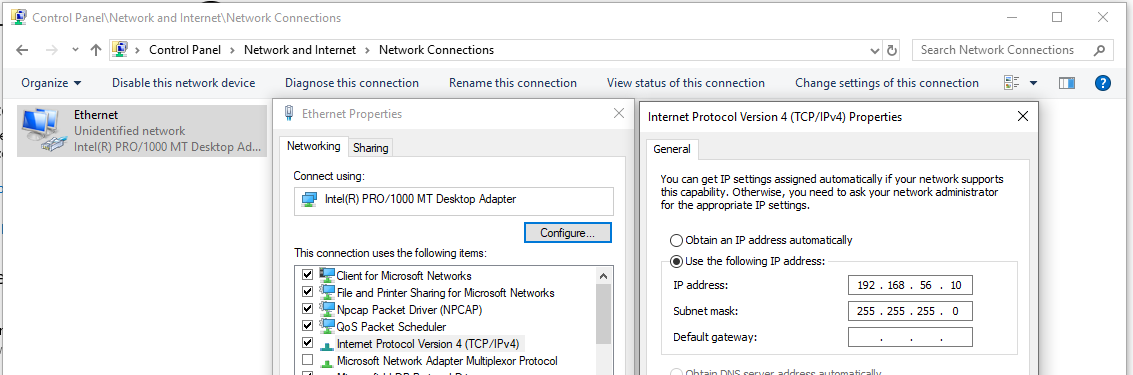 Control Panel\Network and Internet\Network Connections
Control Panel
Network and Internet
Network Connections
Search Network Connections
Organize
Disable this network device
Diagnose this connection
Rename this connection
View status of this connection
Change settings of this connection
Ethernet
Unidentified network
Intel(R) PRO/1000 MT Desktop Ad...
Ethernet Properties
Networking
Sharing
Connect using:
Intel(R) PRO/1000 MT Desktop Adapter
Configure...
This connection uses the following items:
Client for Microsoft Networks
File and Printer Sharing for Microsoft Networks
Npcap Packet Driver (NPCAP)
QoS Packet Scheduler
Internet Protocol Version 4 (TCP/IPv4)
Microsoft Network Adapter Multiplexor Protocol
Internet Protocol Version 4 (TCP/IPv4) Properties
General
You can get IP settings assigned automatically if your network supports
this capability. Otherwise, you need to ask your network administrator
for the appropriate IP settings.
Obtain an IP address automatically
Use the following IP address:
IP address:
192 . 168 . 56 . 10
Subnet mask:
255 . 255 . 255 . 0
Default gateway:
. . .
Obtain DNS server address automatically